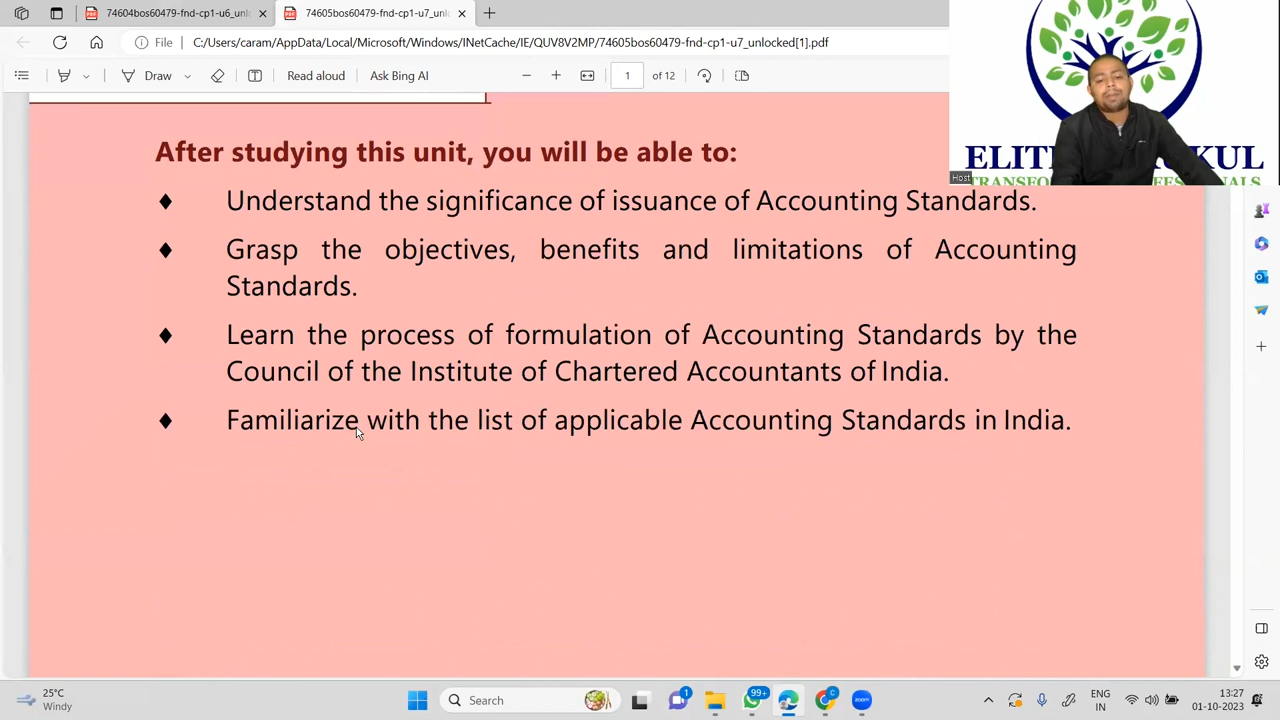 74604bos60479-fnd-cp1-u6_unl
74605bos60479-fnd-cp1-u7_unl
File
C:/Users/caram/AppData/Local/Microsoft/Windows/INetCache/IE/QUV8V2MP/74605bos60479-fnd-cp1-u7_unlocked[1].pdf
Draw
Read aloud
Ask Bing AI
1 of 12
Host
After studying this unit, you will be able to:
Understand the significance of issuance of Accounting Standards.
Grasp the objectives, benefits and limitations of Accounting
Standards.
Learn the process of formulation of Accounting Standards by the
Council of the Institute of Chartered Accountants of India.
Familiarize with the list of applicable Accounting Standards in India.
25°C
Windy
Search
1
99+
C
zoom
ENG
IN
13:27
01-10-2023